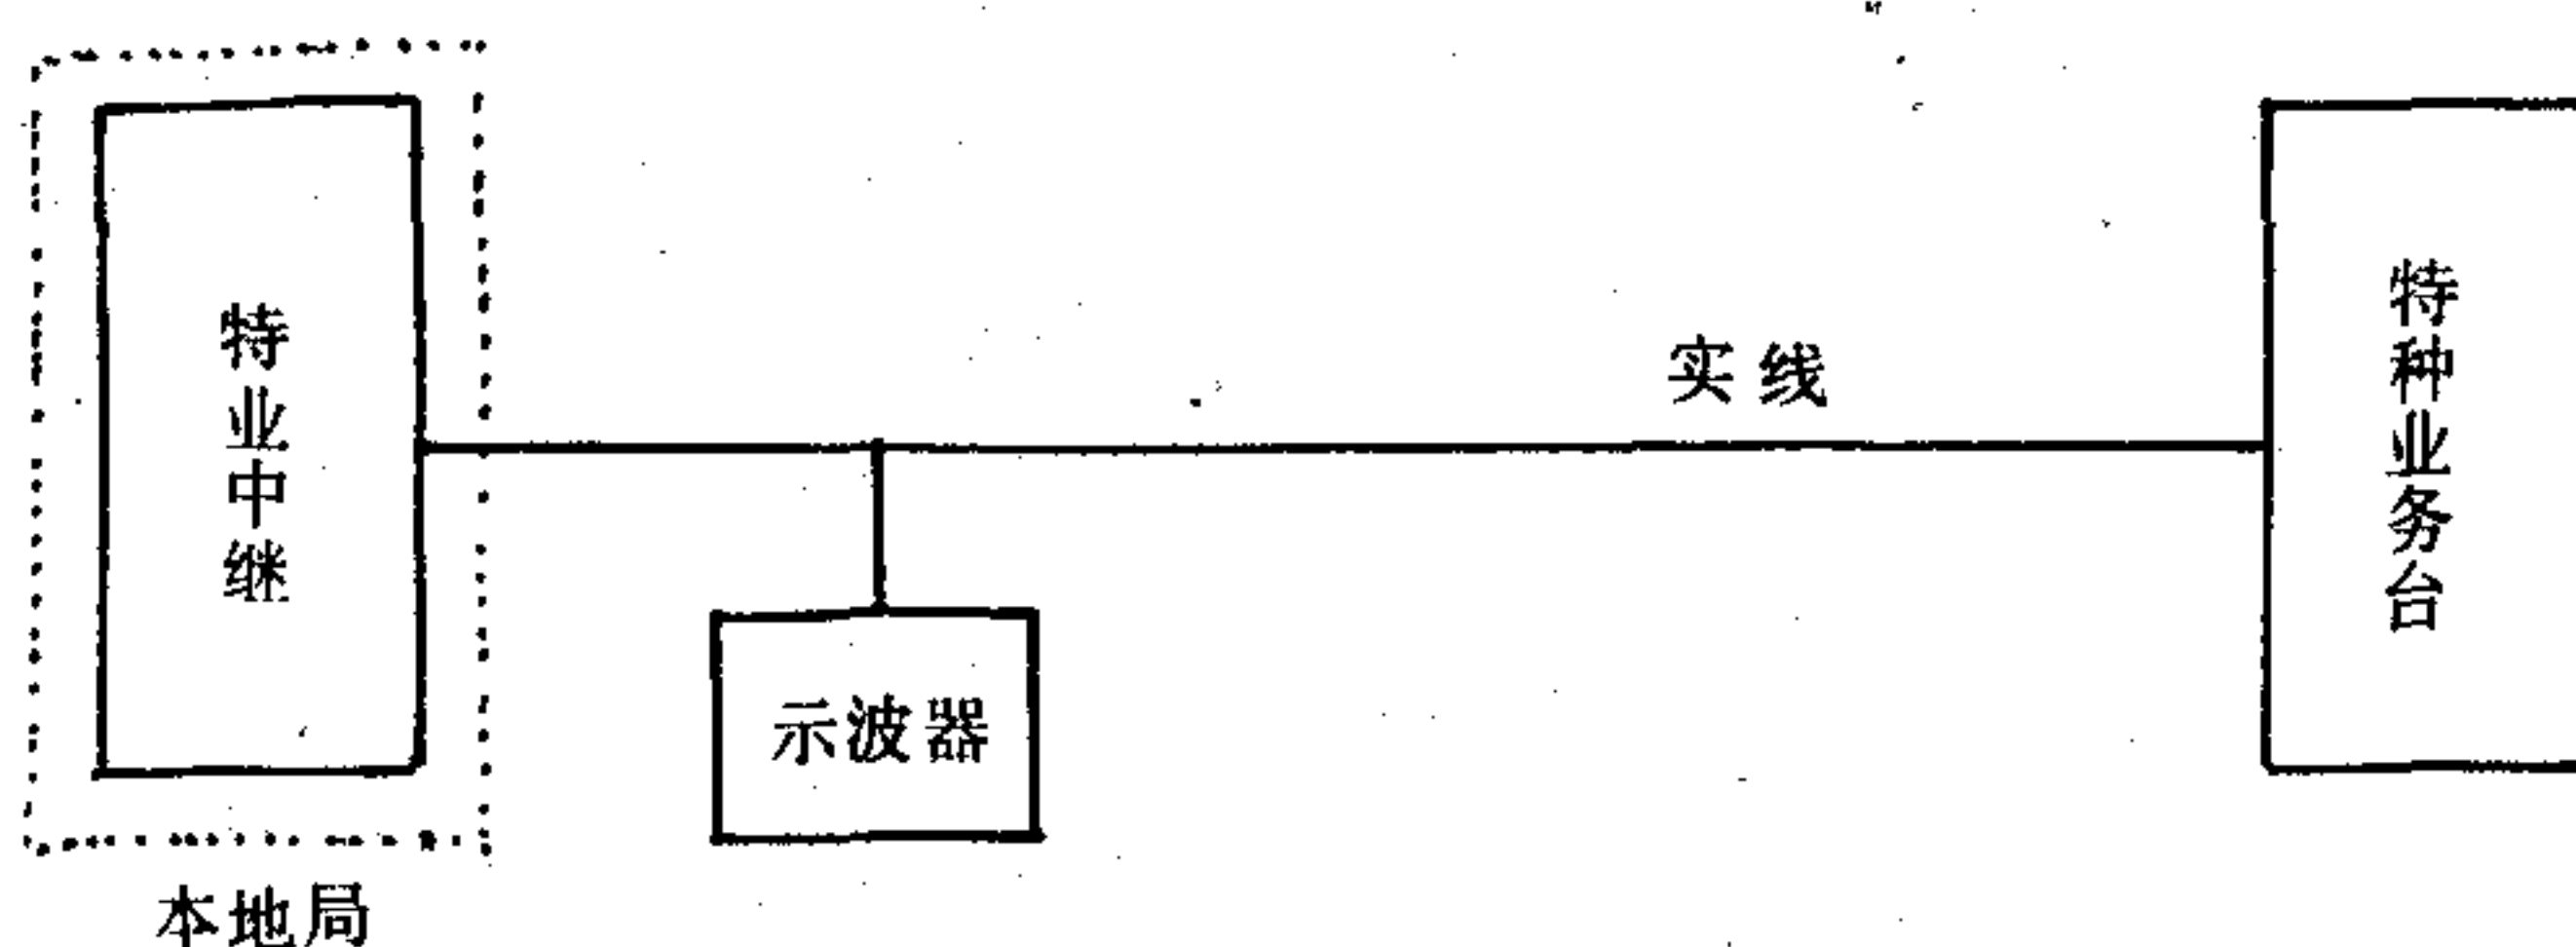 特业中继
实线
特种业务台
示波器
本地局